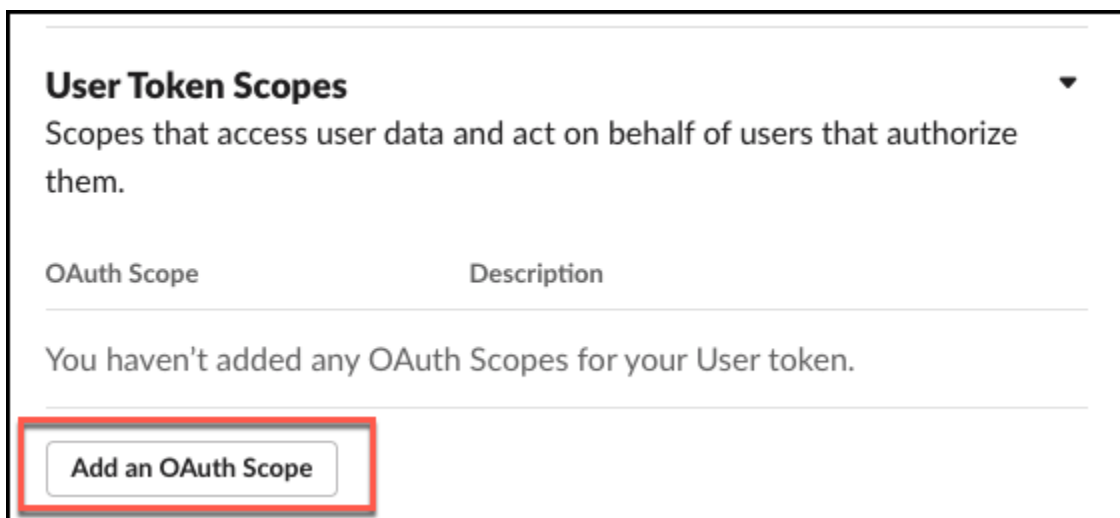 User Token Scopes
Scopes that access user data and act on behalf of users that authorize
them.
OAuth Scope Description
You haven’t added any OAuth Scopes for your User token.
Add an OAuth Scope